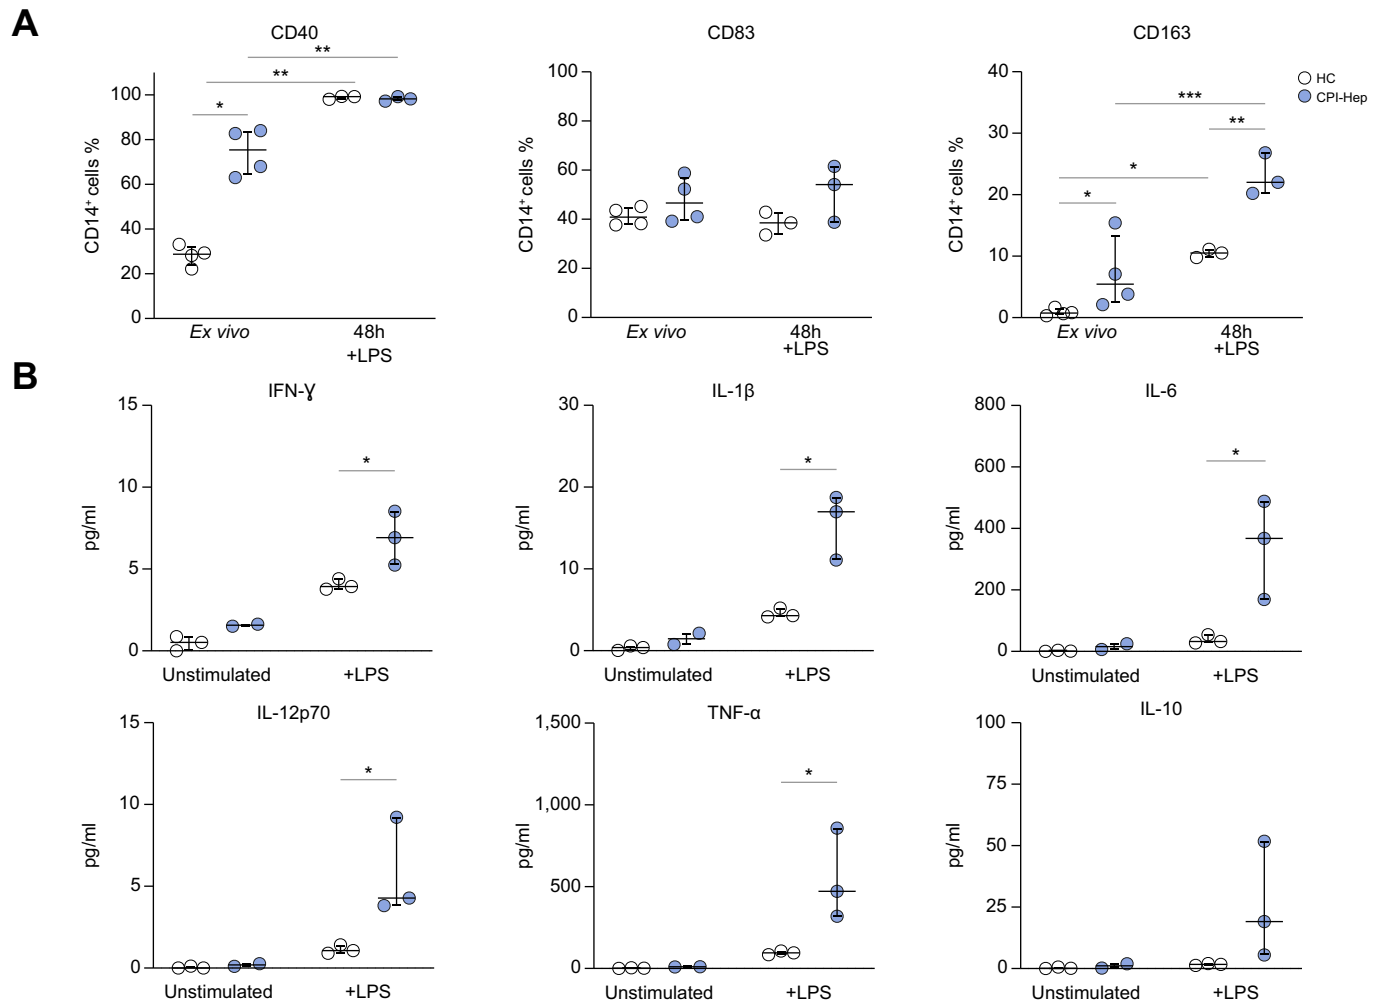 A
CD40
**
**
*
CD14⁺ cells %
100
80
60
40
20
0
Ex vivo
48h
+LPS
CD83
CD14⁺ cells %
100
80
60
40
20
0
Ex vivo
48h
+LPS
CD163
***
**
*
*
CD14⁺ cells %
40
30
20
10
0
Ex vivo
48h
+LPS
HC
CPI-Hep
B
IFN-Ɣ
*
pg/ml
15
10
5
0
Unstimulated
+LPS
IL-1β
*
pg/ml
30
20
10
0
Unstimulated
+LPS
IL-6
*
pg/ml
800
600
400
200
0
Unstimulated
+LPS
IL-12p70
*
pg/ml
15
10
5
0
Unstimulated
+LPS
TNF-α
*
pg/ml
1,500
1,000
500
0
Unstimulated
+LPS
IL-10
pg/ml
100
75
50
25
0
Unstimulated
+LPS